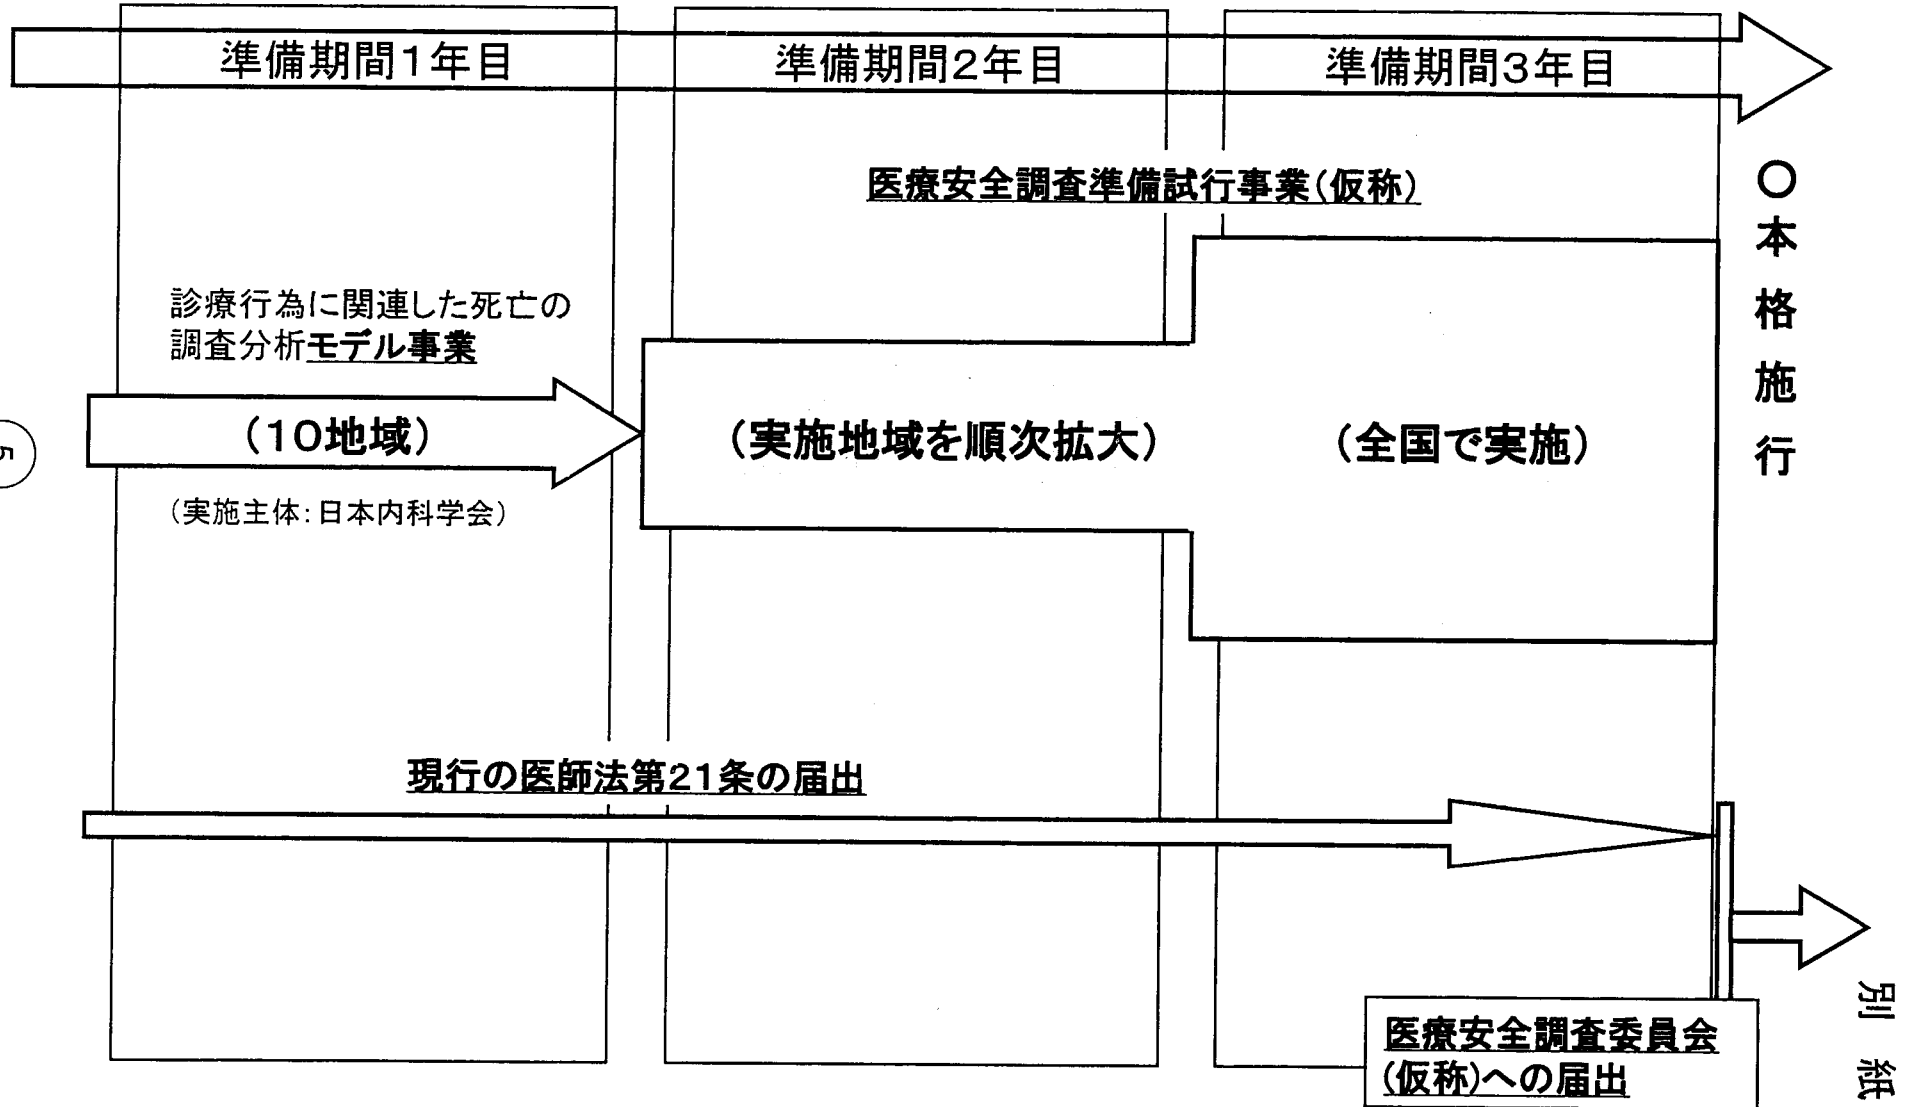 準備期間1年目
準備期間2年目
準備期間3年目
医療安全調査準備試行事業(仮称)
○本格施行
診療行為に関連した死亡の
調査分析モデル事業
(10地域)
(実施地域を順次拡大)
(全国で実施)
(実施主体:日本内科学会)
5
現行の医師法第21条の届出
医療安全調査委員会
(仮称)への届出
別紙